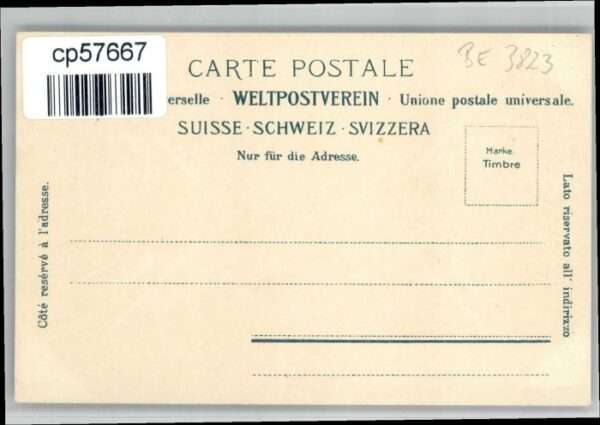 cp57667
BE 3823
CARTE POSTALE
erselle · WELTPOSTVEREIN · Unione postale universale.
SUISSE · SCHWEIZ · SVIZZERA
Nur für die Adresse.
Marke.
Timbre
Côté resérvé à l'adresse.
Lato riservato all' indirizzo